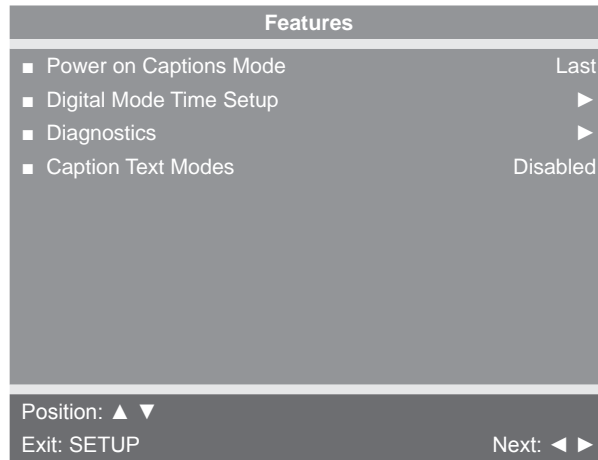 Features
■ Power on Captions Mode Last
■ Digital Mode Time Setup ►
■ Diagnostics ►
■ Caption Text Modes Disabled
Position: ▲ ▼
Exit: SETUP Next: ◄ ►